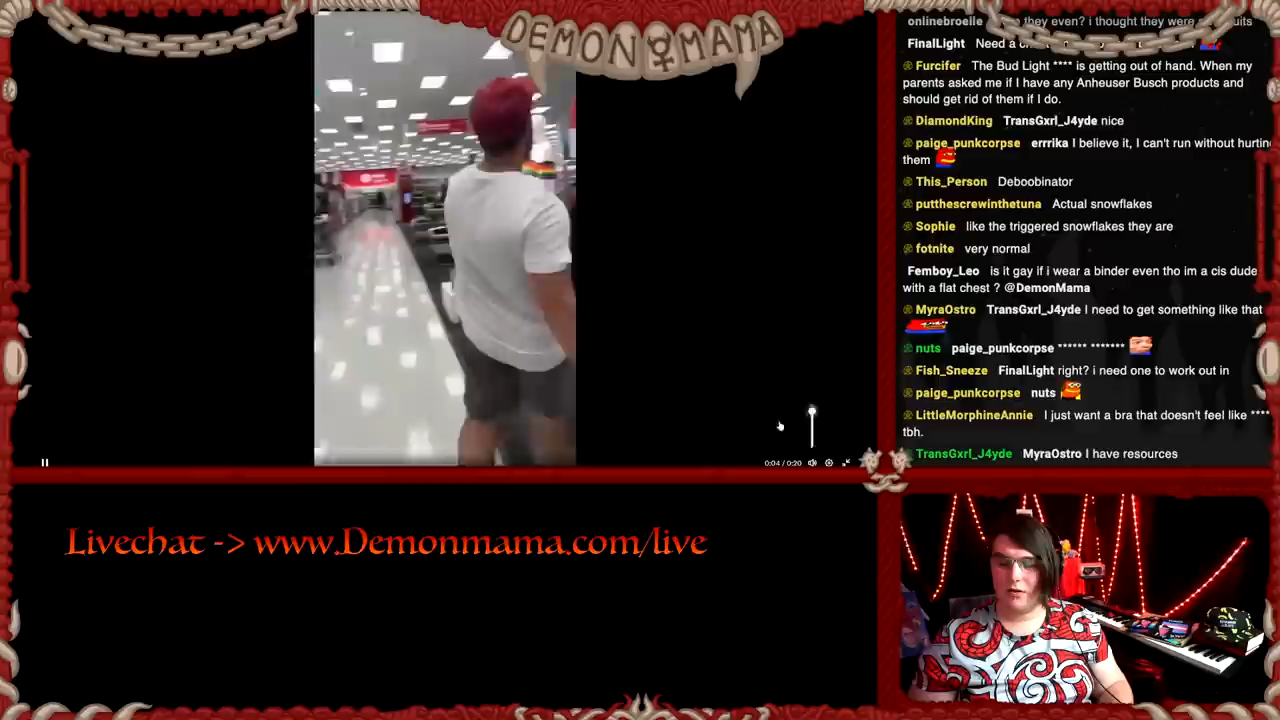 DEMON MAMA
onlinebroelle they even? i thought they were
FinalLight Need a
Furcifer The Bud Light **** is getting out of hand. When my
parents asked me if I have any Anheuser Busch products and
should get rid of them if I do.
DiamondKing TransGxrl_J4yde nice
paige_punkcorpse errrika I believe it, I can't run without hurtin
them
This_Person Deboobinator
putthescrewinthetuna Actual snowflakes
Sophie like the triggered snowflakes they are
fotnite very normal
Femboy_Leo is it gay if i wear a binder even tho im a cis dude
with a flat chest ? @DemonMama
MyraOstro TransGxrl_J4yde I need to get something like that
nuts paige_punkcorpse ****** *******
Fish_Sneeze FinalLight right? i need one to work out in
paige_punkcorpse nuts
LittleMorphineAnnie I just want a bra that doesn't feel like ****
tbh.
TransGxrl_J4yde MyraOstro I have resources
0:04 / 0:20
Livechat -> www.Demonmama.com/live